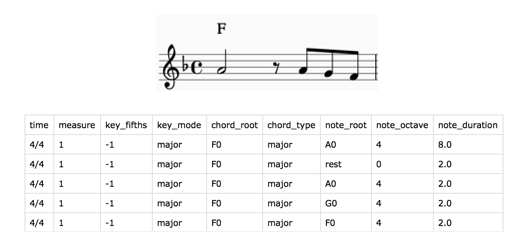 F
time measure key_fifths key_mode chord_root chord_type note_root note_octave note_duration
4/4 1 -1 major F0 major A0 4 8.0
4/4 1 -1 major F0 major rest 0 2.0
4/4 1 -1 major F0 major A0 4 2.0
4/4 1 -1 major F0 major G0 4 2.0
4/4 1 -1 major F0 major F0 4 2.0